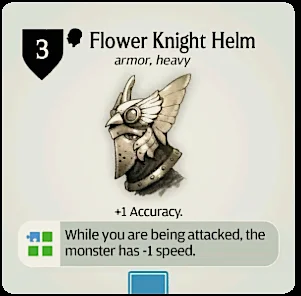 3
Flower Knight Helm
armor, heavy
+1 Accuracy.
While you are being attacked, the
monster has -1 speed.